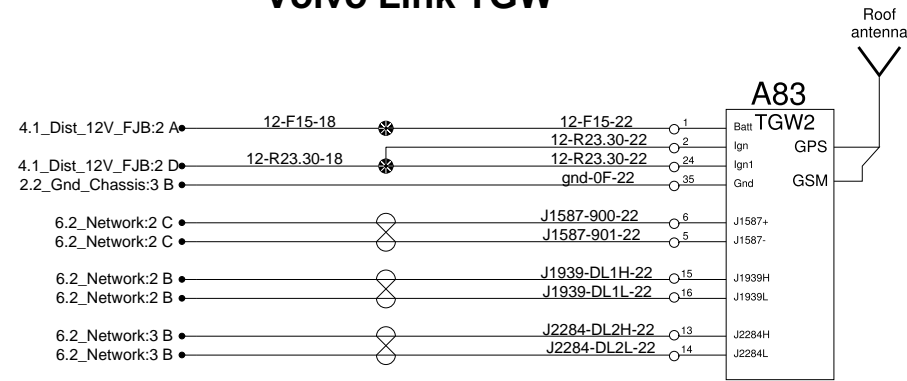 Volvo Link TGW
Roof
antenna
A83
TGW2
4.1_Dist_12V_FJB:2 A 12-F15-18 12-F15-22 1 Batt
12-R23.30-22 2 Ign GPS
4.1_Dist_12V_FJB:2 D 12-R23.30-18 12-R23.30-22 24 Ign1
2.2_Gnd_Chassis:3 B gnd-0F-22 35 Gnd GSM
6.2_Network:2 C J1587-900-22 6 J1587+
6.2_Network:2 C J1587-901-22 5 J1587-
6.2_Network:2 B J1939-DL1H-22 15 J1939H
6.2_Network:2 B J1939-DL1L-22 16 J1939L
6.2_Network:3 B J2284-DL2H-22 13 J2284H
6.2_Network:3 B J2284-DL2L-22 14 J2284L